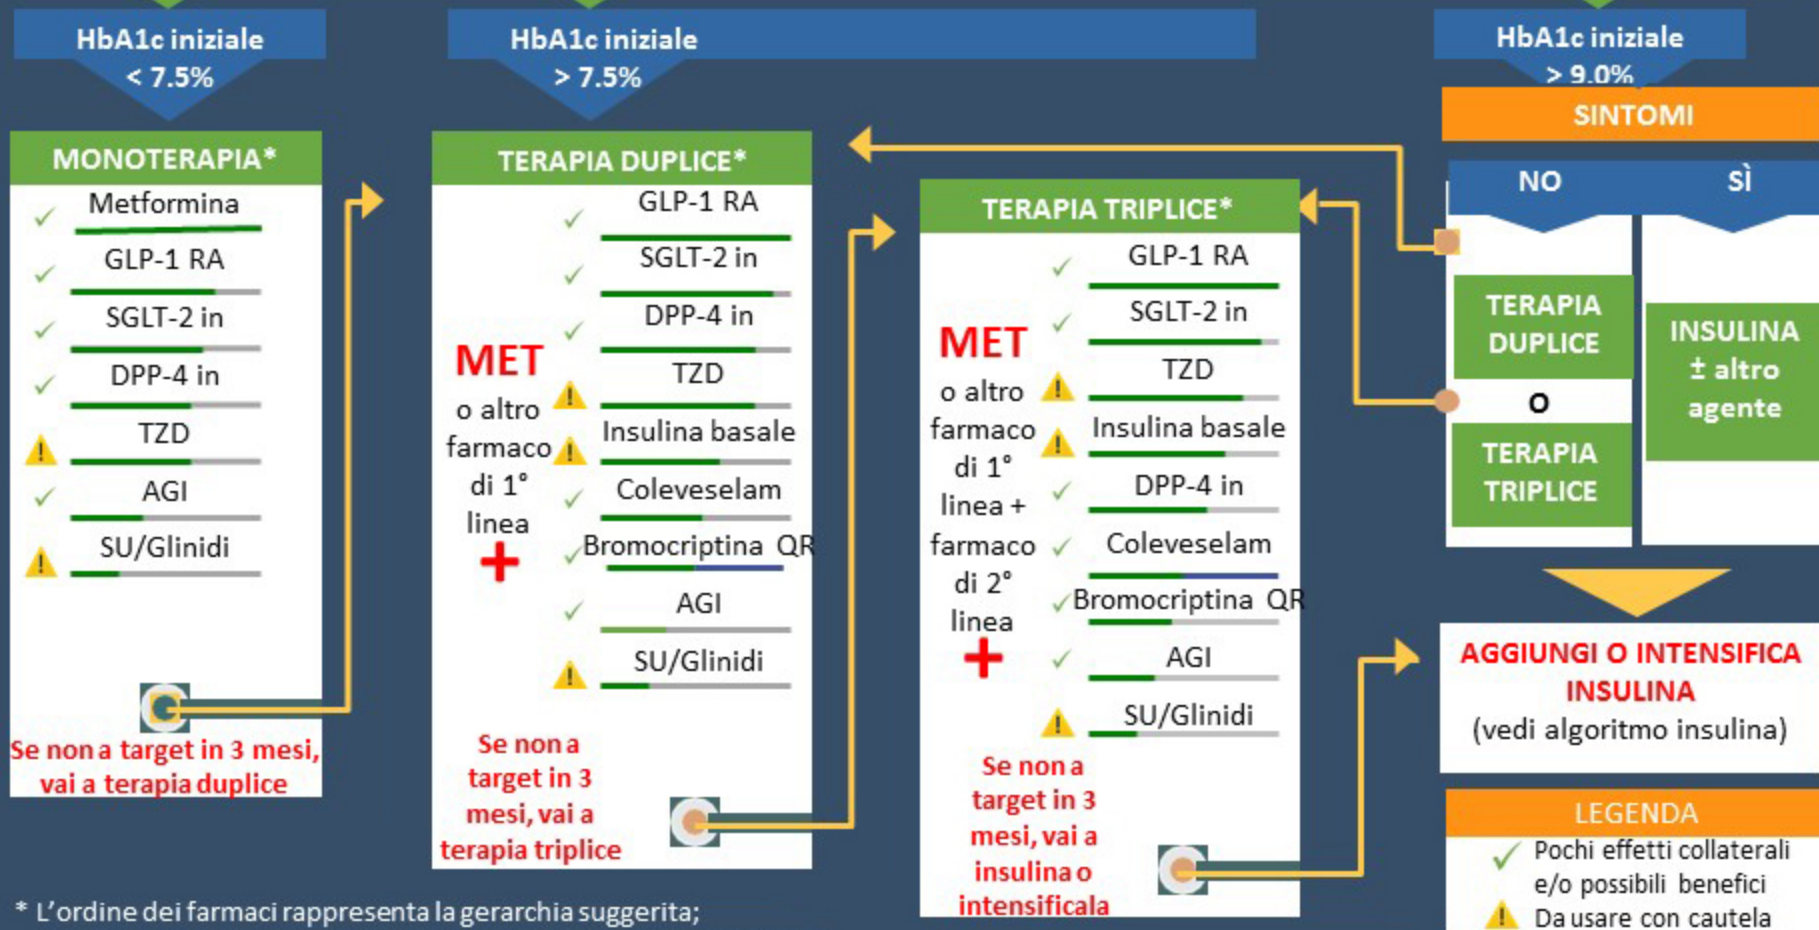 HbA1c iniziale
< 7.5%
HbA1c iniziale
> 7.5%
HbA1c iniziale
> 9.0%
MONOTERAPIA*
Metformina
GLP-1 RA
SGLT-2 in
DPP-4 in
TZD
AGI
SU/Glinidi
Se non a target in 3 mesi,
vai a terapia duplice
TERAPIA DUPLICE*
MET
o altro
farmaco
di 1°
linea
+
GLP-1 RA
SGLT-2 in
DPP-4 in
TZD
Insulina basale
Coleveselam
Bromocriptina QR
AGI
SU/Glinidi
Se non a
target in 3
mesi, vai a
terapia triplice
TERAPIA TRIPLICE*
MET
o altro
farmaco
di 1°
linea +
farmaco
di 2°
linea
+
GLP-1 RA
SGLT-2 in
TZD
Insulina basale
DPP-4 in
Coleveselam
Bromocriptina QR
AGI
SU/Glinidi
Se non a
target in 3
mesi, vai a
insulina o
intensificala
SINTOMI
NO
SÌ
TERAPIA
DUPLICE
O
TERAPIA
TRIPLICE
INSULINA
± altro
agente
AGGIUNGI O INTENSIFICA
INSULINA
(vedi algoritmo insulina)
LEGENDA
Pochi effetti collaterali
e/o possibili benefici
Da usare con cautela
* L'ordine dei farmaci rappresenta la gerarchia suggerita;